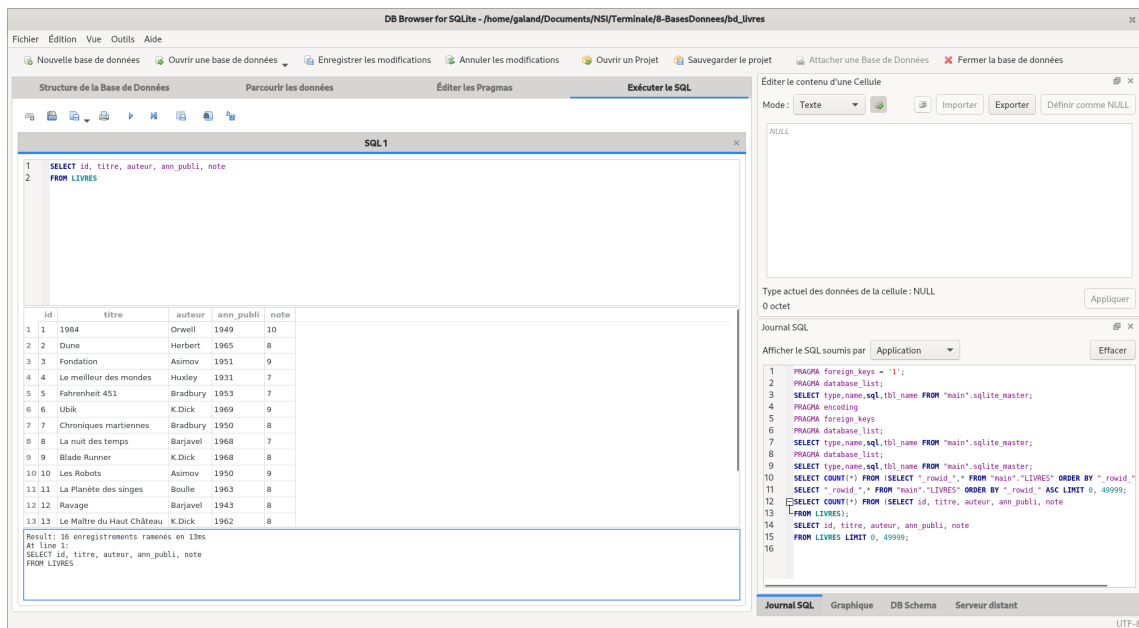 DB Browser for SQLite - /home/galand/Documents/NSI/Terminale/8-BasesDonnees/bd_livres
Fichier Édition Vue Outils Aide
Nouvelle base de données Ouvrir une base de données Enregistrer les modifications Annuler les modifications Ouvrir un Projet Sauvegarder le projet Attacher une Base de Données Fermer la base de données
Structure de la Base de Données Parcourir les données Éditer les Pragmas Exécuter le SQL
SQL 1
1 SELECT id, titre, auteur, ann_publi, note
2 FROM LIVRES
id titre auteur ann_publi note
1 1 1984 Orwell 1949 10
2 2 Dune Herbert 1965 8
3 3 Fondation Asimov 1951 9
4 4 Le meilleur des mondes Huxley 1931 7
5 5 Fahrenheit 451 Bradbury 1953 7
6 6 Ubik K.Dick 1969 9
7 7 Chroniques martiennes Bradbury 1950 8
8 8 La nuit des temps Barjavel 1968 7
9 9 Blade Runner K.Dick 1968 8
10 10 Les Robots Asimov 1950 9
11 11 La Planète des singes Boulle 1963 8
12 12 Ravage Barjavel 1943 8
13 13 Le Maître du Haut Château K.Dick 1962 8
Result: 16 enregistrements ramenés en 13ms
At line 1:
SELECT id, titre, auteur, ann_publi, note
FROM LIVRES
Éditer le contenu d'une Cellule
Mode : Texte Importer Exporter Définir comme NULL
NULL
Type actuel des données de la cellule : NULL
0 octet
Appliquer
Journal SQL
Afficher le SQL soumis par Application Effacer
1 PRAGMA foreign_keys = '1';
2 PRAGMA database_list;
3 SELECT type,name,sql,tbl_name FROM "main".sqlite_master;
4 PRAGMA encoding
5 PRAGMA foreign_keys
6 PRAGMA database_list;
7 SELECT type,name,sql,tbl_name FROM "main".sqlite_master;
8 PRAGMA database_list;
9 SELECT type,name,sql,tbl_name FROM "main".sqlite_master;
10 SELECT COUNT(*) FROM (SELECT "_rowid_",* FROM "main"."LIVRES" ORDER BY "_rowid_"
11 SELECT "_rowid_",* FROM "main"."LIVRES" ORDER BY "_rowid_" ASC LIMIT 0, 49999;
12 SELECT COUNT(*) FROM (SELECT id, titre, auteur, ann_publi, note
13 FROM LIVRES);
14 SELECT id, titre, auteur, ann_publi, note
15 FROM LIVRES LIMIT 0, 49999;
16
Journal SQL Graphique DB Schema Serveur distant
UTF-8